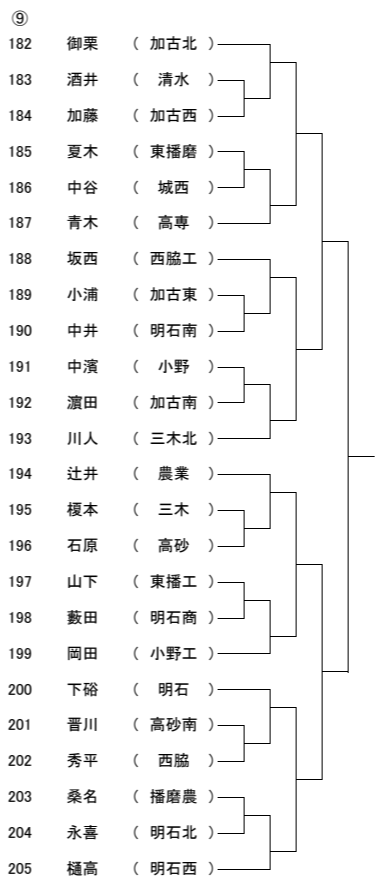 ⑨
182 御栗 ( 加古北 )
183 酒井 ( 清水 )
184 加藤 ( 加古西 )
185 夏木 ( 東播磨 )
186 中谷 ( 城西 )
187 青木 ( 高専 )
188 坂西 ( 西脇工 )
189 小浦 ( 加古東 )
190 中井 ( 明石南 )
191 中濱 ( 小野 )
192 濵田 ( 加古南 )
193 川人 ( 三木北 )
194 辻井 ( 農業 )
195 榎本 ( 三木 )
196 石原 ( 高砂 )
197 山下 ( 東播工 )
198 藪田 ( 明石商 )
199 岡田 ( 小野工 )
200 下硲 ( 明石 )
201 晋川 ( 高砂南 )
202 秀平 ( 西脇 )
203 桑名 ( 播磨農 )
204 永喜 ( 明石北 )
205 樋高 ( 明石西 )